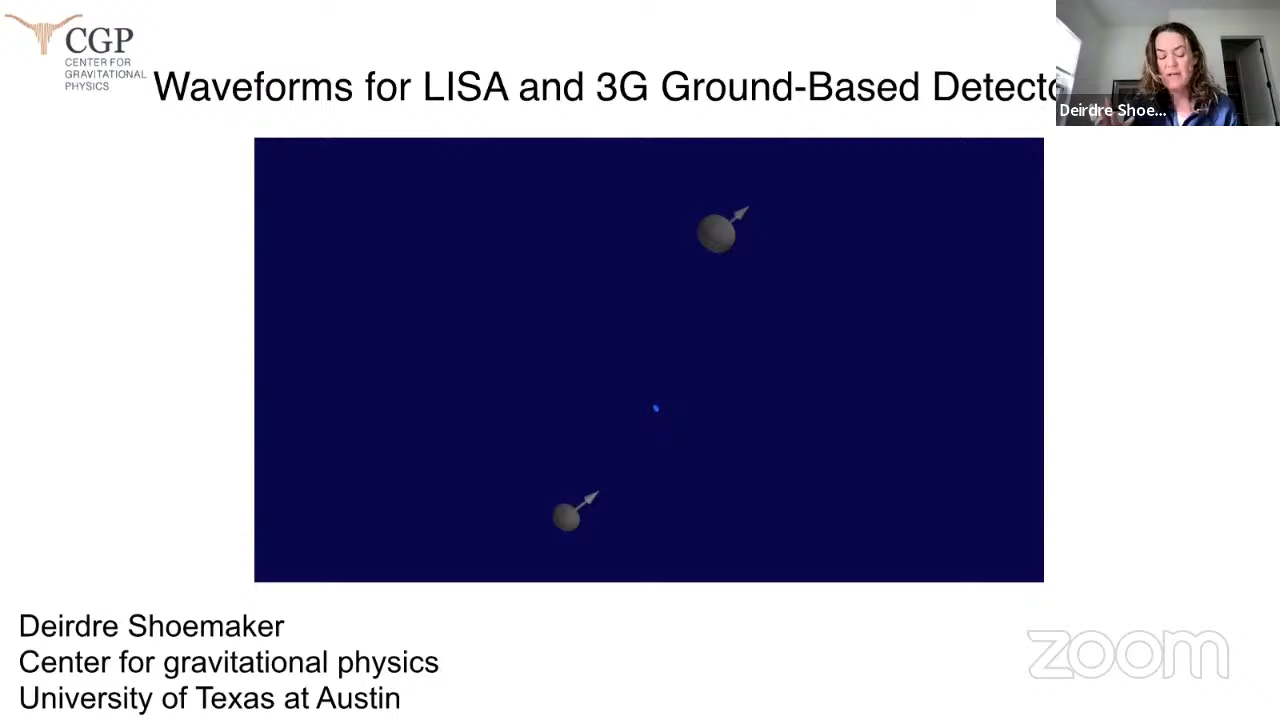 CGP
CENTER FOR
GRAVITATIONAL
PHYSICS
Waveforms for LISA and 3G Ground-Based Detecto
Deirdre Shoe...
Deirdre Shoemaker
Center for gravitational physics
University of Texas at Austin
zoom